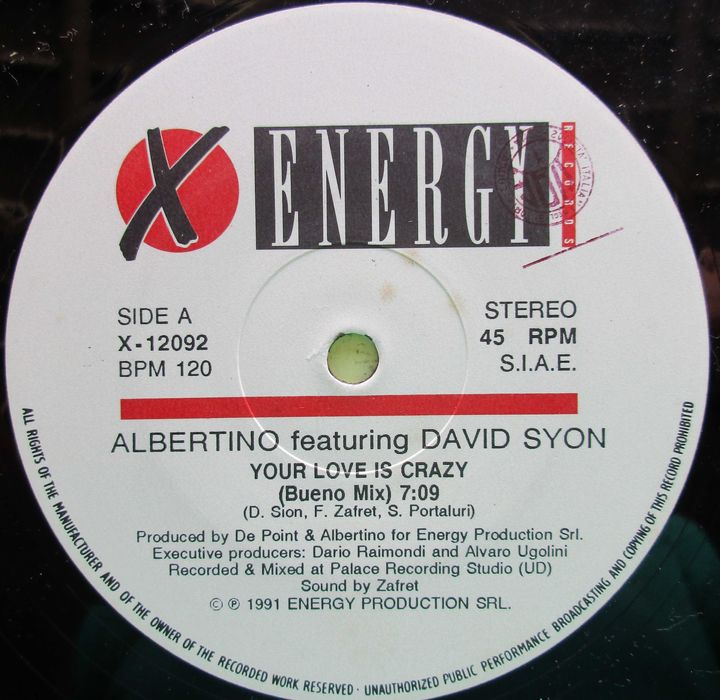 X ENERGY RECORDS
SIDE A
X-12092
BPM 120
STEREO
45 RPM
S.I.A.E.
ALBERTINO featuring DAVID SYON
YOUR LOVE IS CRAZY
(Bueno Mix) 7:09
(D. Sion, F. Zafret, S. Portaluri)
Produced by De Point & Albertino for Energy Production Srl.
Executive producers: Dario Raimondi and Alvaro Ugolini
Recorded & Mixed at Palace Recording Studio (UD)
Sound by Zafret
© ℗ 1991 ENERGY PRODUCTION SRL.
ALL RIGHTS OF THE MANUFACTURER AND OF THE OWNER OF THE RECORDED WORK RESERVED · UNAUTHORIZED PUBLIC PERFORMANCE BROADCASTING AND COPYING OF THIS RECORD PROHIBITED